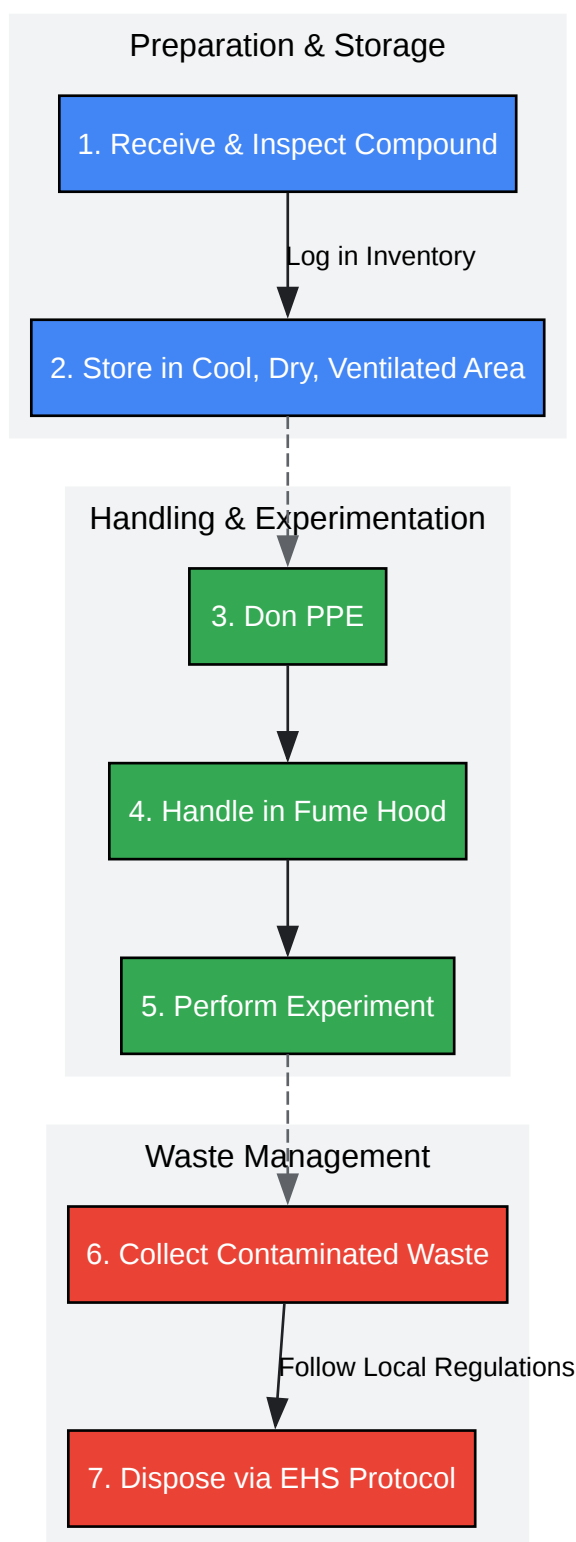 Preparation & Storage
1. Receive & Inspect Compound
Log in Inventory
2. Store in Cool, Dry, Ventilated Area
Handling & Experimentation
3. Don PPE
4. Handle in Fume Hood
5. Perform Experiment
Waste Management
6. Collect Contaminated Waste
Follow Local Regulations
7. Dispose via EHS Protocol